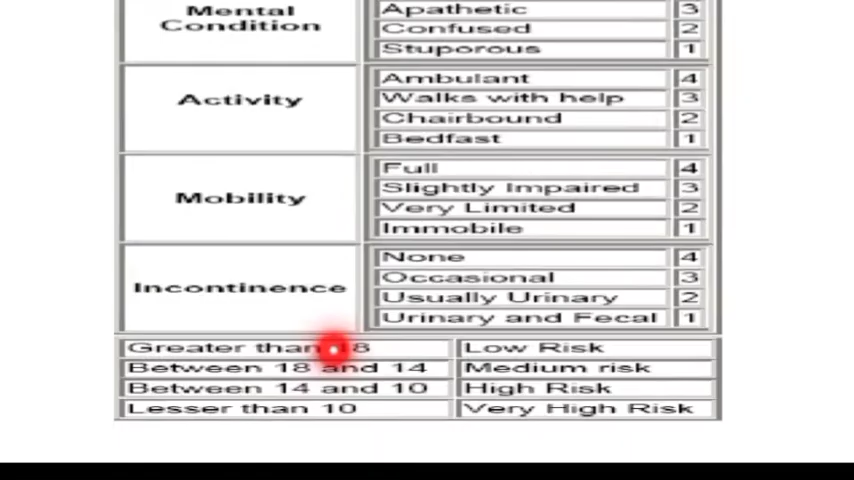 Mental Condition
Apathetic 3
Confused 2
Stuporous 1
Activity
Ambulant 4
Walks with help 3
Chairbound 2
Bedfast 1
Mobility
Full 4
Slightly Impaired 3
Very Limited 2
Immobile 1
Incontinence
None 4
Occasional 3
Usually Urinary 2
Urinary and Fecal 1
Greater than 18 Low Risk
Between 18 and 14 Medium risk
Between 14 and 10 High Risk
Lesser than 10 Very High Risk